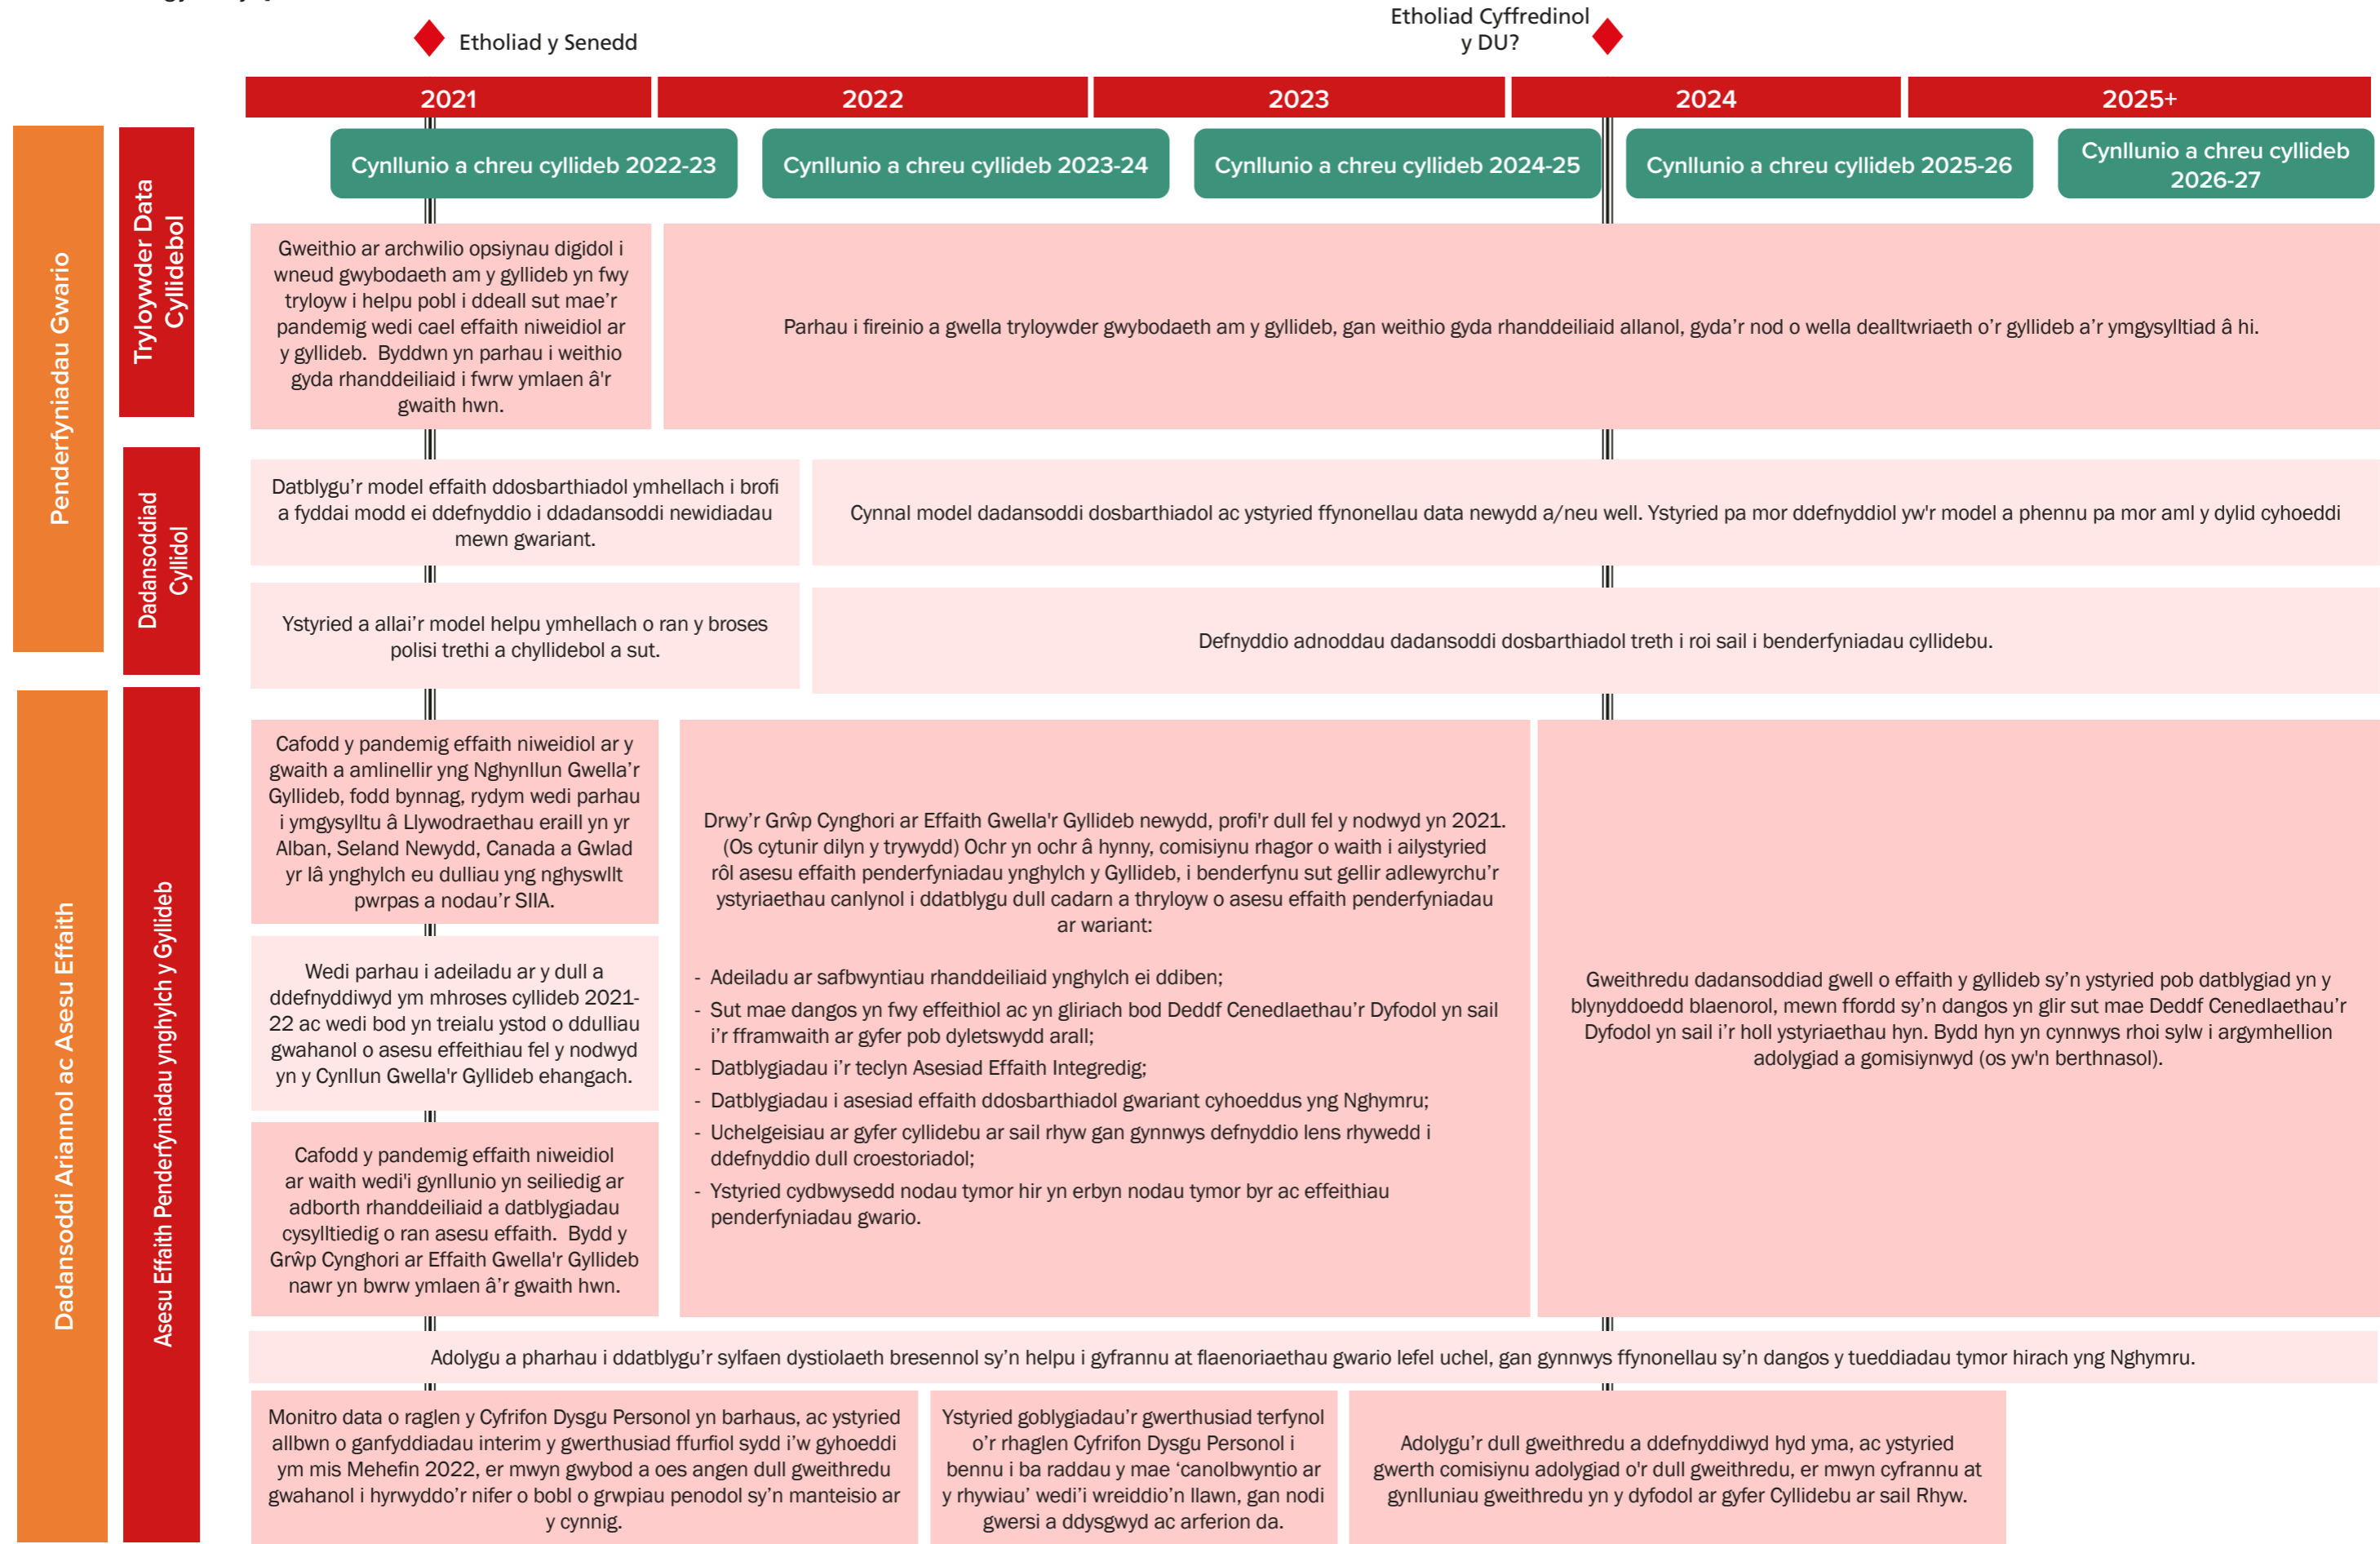 Etholiad y Senedd
Etholiad Cyffredinol
y DU?
2021
2022
2023
2024
2025+
Penderfyniadau Gwario
Tryloywder Data
Cyllidebol
Cynllunio a chreu cyllideb 2022-23
Cynllunio a chreu cyllideb 2023-24
Cynllunio a chreu cyllideb 2024-25
Cynllunio a chreu cyllideb 2025-26
Cynllunio a chreu cyllideb
2026-27
Gweithio ar archwilio opsiynau digidol i
wneud gwybodaeth am y gyllideb yn fwy
tryloyw i helpu pobl i ddeall sut mae’r
pandemig wedi cael effaith niweidiol ar
y gyllideb. Byddwn yn parhau i weithio
gyda rhanddeiliaid i fwrw ymlaen â'r
gwaith hwn.
Parhau i fireinio a gwella tryloywder gwybodaeth am y gyllideb, gan weithio gyda rhanddeiliaid allanol, gyda’r nod o wella dealltwriaeth o’r gyllideb a’r ymgysylltiad â hi.
Dadansodiad
Cyllidol
Datblygu’r model effaith ddosbarthiadol ymhellach i brofi
a fyddai modd ei ddefnyddio i ddadansoddi newidiadau
mewn gwariant.
Cynnal model dadansoddi dosbarthiadol ac ystyried ffynonellau data newydd a/neu well. Ystyried pa mor ddefnyddiol yw'r model a phennu pa mor aml y dylid cyhoeddi
Ystyried a allai’r model helpu ymhellach o ran y broses
polisi trethi a chyllidebol a sut.
Defnyddio adnoddau dadansoddi dosbarthiadol treth i roi sail i benderfyniadau cyllidebu.
Dadansoddi Ariannol ac Asesu Effaith
Asesu Effaith Penderfyniadau ynghylch y Gyllideb
Cafodd y pandemig effaith niweidiol ar y
gwaith a amlinellir yng Nghynllun Gwella’r
Gyllideb, fodd bynnag, rydym wedi parhau
i ymgysylltu â Llywodraethau eraill yn yr
Alban, Seland Newydd, Canada a Gwlad
yr Iâ ynghylch eu dulliau yng nghyswllt
pwrpas a nodau’r SIIA.
Wedi parhau i adeiladu ar y dull a
ddefnyddiwyd ym mhroses cyllideb 2021-
22 ac wedi bod yn treialu ystod o ddulliau
gwahanol o asesu effeithiau fel y nodwyd
yn y Cynllun Gwella'r Gyllideb ehangach.
Cafodd y pandemig effaith niweidiol
ar waith wedi'i gynllunio yn seiliedig ar
adborth rhanddeiliaid a datblygiadau
cysylltiedig o ran asesu effaith. Bydd y
Grŵp Cynghori ar Effaith Gwella'r Gyllideb
nawr yn bwrw ymlaen â’r gwaith hwn.
Drwy’r Grŵp Cynghori ar Effaith Gwella'r Gyllideb newydd, profi'r dull fel y nodwyd yn 2021.
(Os cytunir dilyn y trywydd) Ochr yn ochr â hynny, comisiynu rhagor o waith i ailystyried
rôl asesu effaith penderfyniadau ynghylch y Gyllideb, i benderfynu sut gellir adlewyrchu’r
ystyriaethau canlynol i ddatblygu dull cadarn a thryloyw o asesu effaith penderfyniadau
ar wariant:
- Adeiladu ar safbwyntiau rhanddeiliaid ynghylch ei ddiben;
- Sut mae dangos yn fwy effeithiol ac yn gliriach bod Deddf Cenedlaethau’r Dyfodol yn sail
i’r fframwaith ar gyfer pob dyletswydd arall;
- Datblygiadau i’r teclyn Asesiad Effaith Integredig;
- Datblygiadau i asesiad effaith ddosbarthiadol gwariant cyhoeddus yng Nghymru;
- Uchelgeisiau ar gyfer cyllidebu ar sail rhyw gan gynnwys defnyddio lens rhywedd i
ddefnyddio dull croestoriadol;
- Ystyried cydbwysedd nodau tymor hir yn erbyn nodau tymor byr ac effeithiau
penderfyniadau gwario.
Gweithredu dadansoddiad gwell o effaith y gyllideb sy’n ystyried pob datblygiad yn y
blynyddoedd blaenorol, mewn ffordd sy’n dangos yn glir sut mae Deddf Cenedlaethau’r
Dyfodol yn sail i’r holl ystyriaethau hyn. Bydd hyn yn cynnwys rhoi sylw i argymhellion
adolygiad a gomisiynwyd (os yw'n berthnasol).
Adolygu a pharhau i ddatblygu’r sylfaen dystiolaeth bresennol sy’n helpu i gyfrannu at flaenoriaethau gwario lefel uchel, gan gynnwys ffynonellau sy’n dangos y tueddiadau tymor hirach yng Nghymru.
Monitro data o raglen y Cyfrifon Dysgu Personol yn barhaus, ac ystyried
allbwn o ganfyddiadau interim y gwerthusiad ffurfiol sydd i’w gyhoeddi
ym mis Mehefin 2022, er mwyn gwybod a oes angen dull gweithredu
gwahanol i hyrwyddo’r nifer o bobl o grwpiau penodol sy’n manteisio ar
y cynnig.
Ystyried goblygiadau’r gwerthusiad terfynol
o’r rhaglen Cyfrifon Dysgu Personol i
bennu i ba raddau y mae ‘canolbwyntio ar
y rhywiau’ wedi’i wreiddio’n llawn, gan nodi
gwersi a ddysgwyd ac arferion da.
Adolygu’r dull gweithredu a ddefnyddiwyd hyd yma, ac ystyried
gwerth comisiynu adolygiad o'r dull gweithredu, er mwyn cyfrannu at
gynlluniau gweithredu yn y dyfodol ar gyfer Cyllidebu ar sail Rhyw.